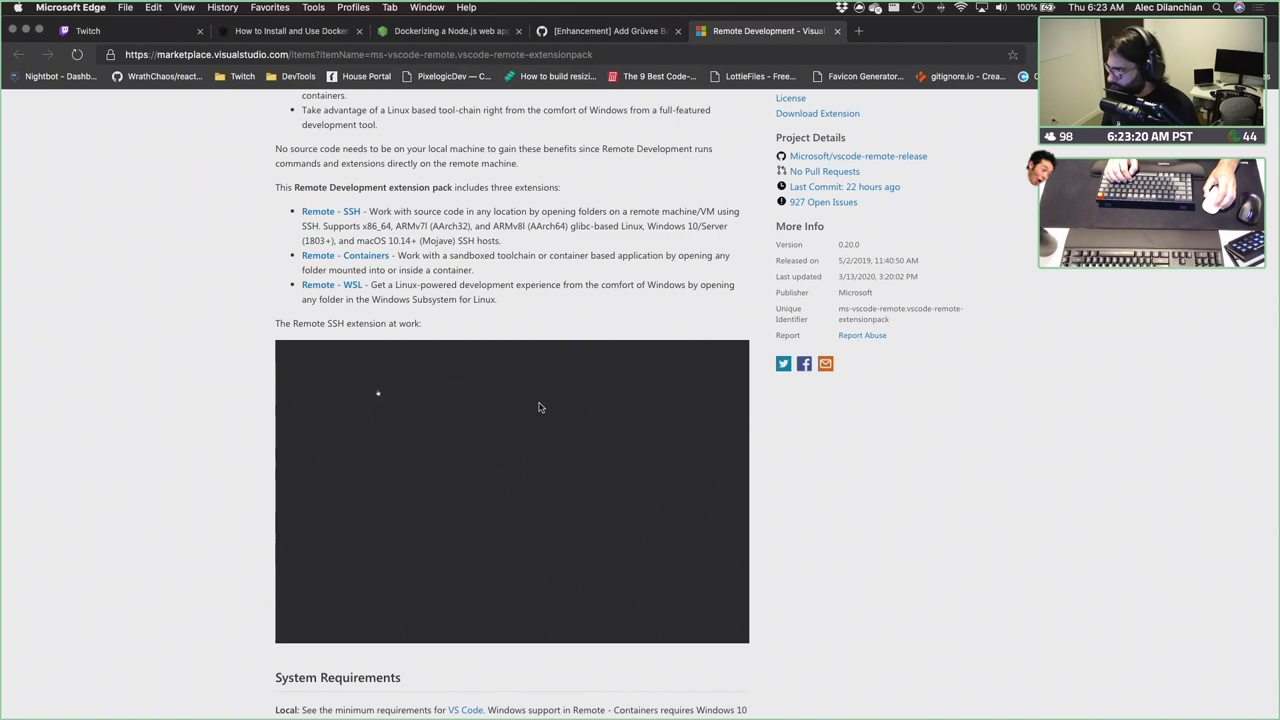 Microsoft Edge File Edit View History Favorites Tools Profiles Tab Window Help 100% Thu 6:23 AM Alec Dilanchian
Twitch How to Install and Use Docker Dockerizing a Node.js web app [Enhancement] Add Grüvee Bo Remote Development - Visual
https://marketplace.visualstudio.com/items?itemName=ms-vscode-remote.vscode-remote-extensionpack
Nightbot - Dashb... WrathChaos/react... Twitch DevTools House Portal PixelogicDev — C... How to build resizi... The 9 Best Code-... LottieFiles - Free... Favicon Generator... gitignore.io - Crea...
containers.
Take advantage of a Linux based tool-chain right from the comfort of Windows from a full-featured
development tool.
No source code needs to be on your local machine to gain these benefits since Remote Development runs
commands and extensions directly on the remote machine.
This Remote Development extension pack includes three extensions:
Remote - SSH - Work with source code in any location by opening folders on a remote machine/VM using
SSH. Supports x86_64, ARMv7l (AArch32), and ARMv8l (AArch64) glibc-based Linux, Windows 10/Server
(1803+), and macOS 10.14+ (Mojave) SSH hosts.
Remote - Containers - Work with a sandboxed toolchain or container based application by opening any
folder mounted into or inside a container.
Remote - WSL - Get a Linux-powered development experience from the comfort of Windows by opening
any folder in the Windows Subsystem for Linux.
The Remote SSH extension at work:
System Requirements
Local: See the minimum requirements for VS Code. Windows support in Remote - Containers requires Windows 10
License
Download Extension
Project Details
Microsoft/vscode-remote-release
No Pull Requests
Last Commit: 22 hours ago
927 Open Issues
More Info
Version 0.20.0
Released on 5/2/2019, 11:40:50 AM
Last updated 3/13/2020, 3:20:02 PM
Publisher Microsoft
Unique Identifier ms-vscode-remote.vscode-remote-extensionpack
Report Report Abuse
98 6:23:20 AM PST 44